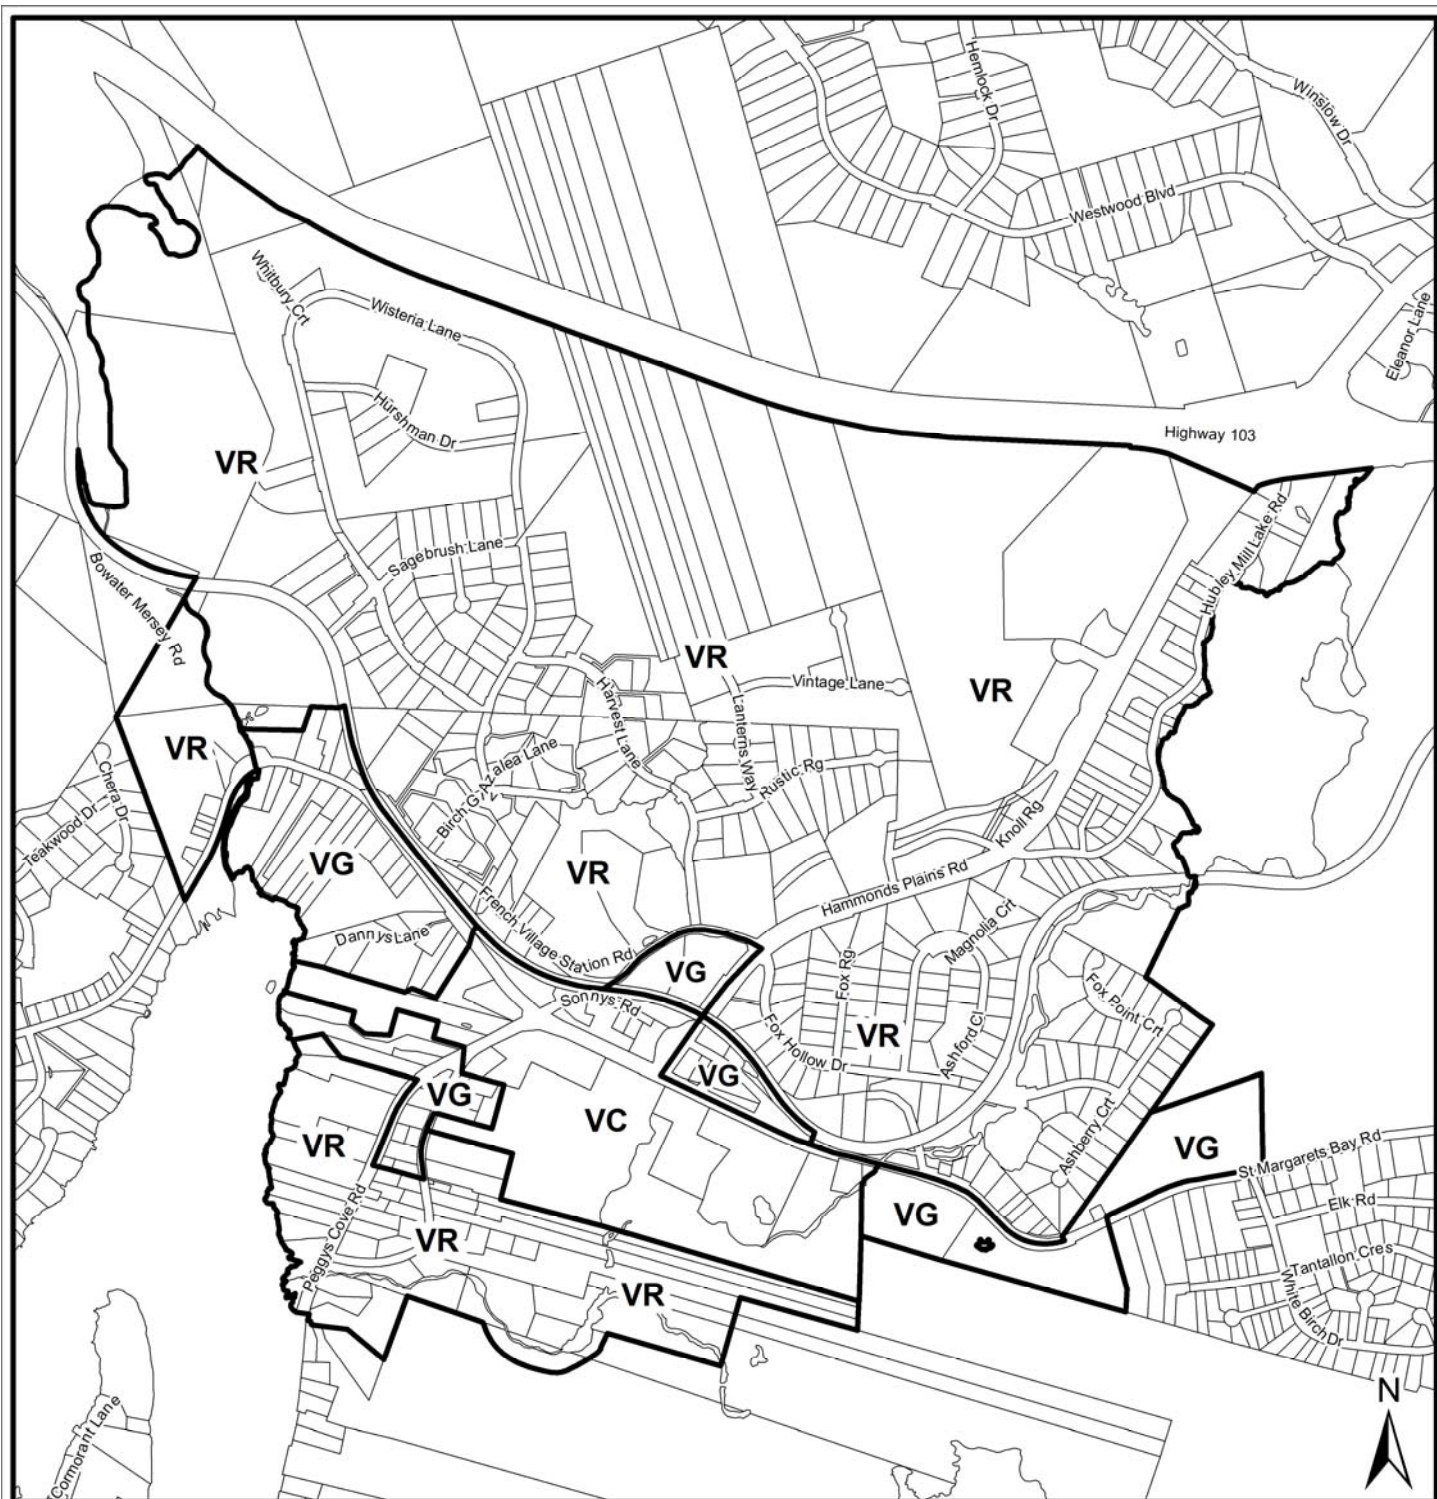 Hemlock Dr
Winslow Dr
Westwood Blvd
Whitbury Crt
Wisteria Lane
Eleanor Lane
Hurshman Dr
Highway 103
VR
Hubley Mill Lake Rd
Sagebrush Lane
Bowater Mersey Rd
VR
Vintage Lane
VR
Harvest Lane
Lanterns Way
VR
Azalea Lane
Rustic Rg
Chera Dr
Birch G
Knoll Rg
Teakwood Dr
VG
VR
Hammonds Plains Rd
French Village Station Rd
Magnolia Crt
Dannys Lane
VG
Fox Rg
Sonnys Rd
Fox Point Crt
Fox Hollow Dr
VR
Ashford Cl
VG
VG
VC
VR
Ashberry Crt
VG
St Margarets Bay Rd
Peggys Cove Rd
VG
Elk Rd
VR
Tantallon Cres
VR
White Birch Dr
N
Cormorant Lane